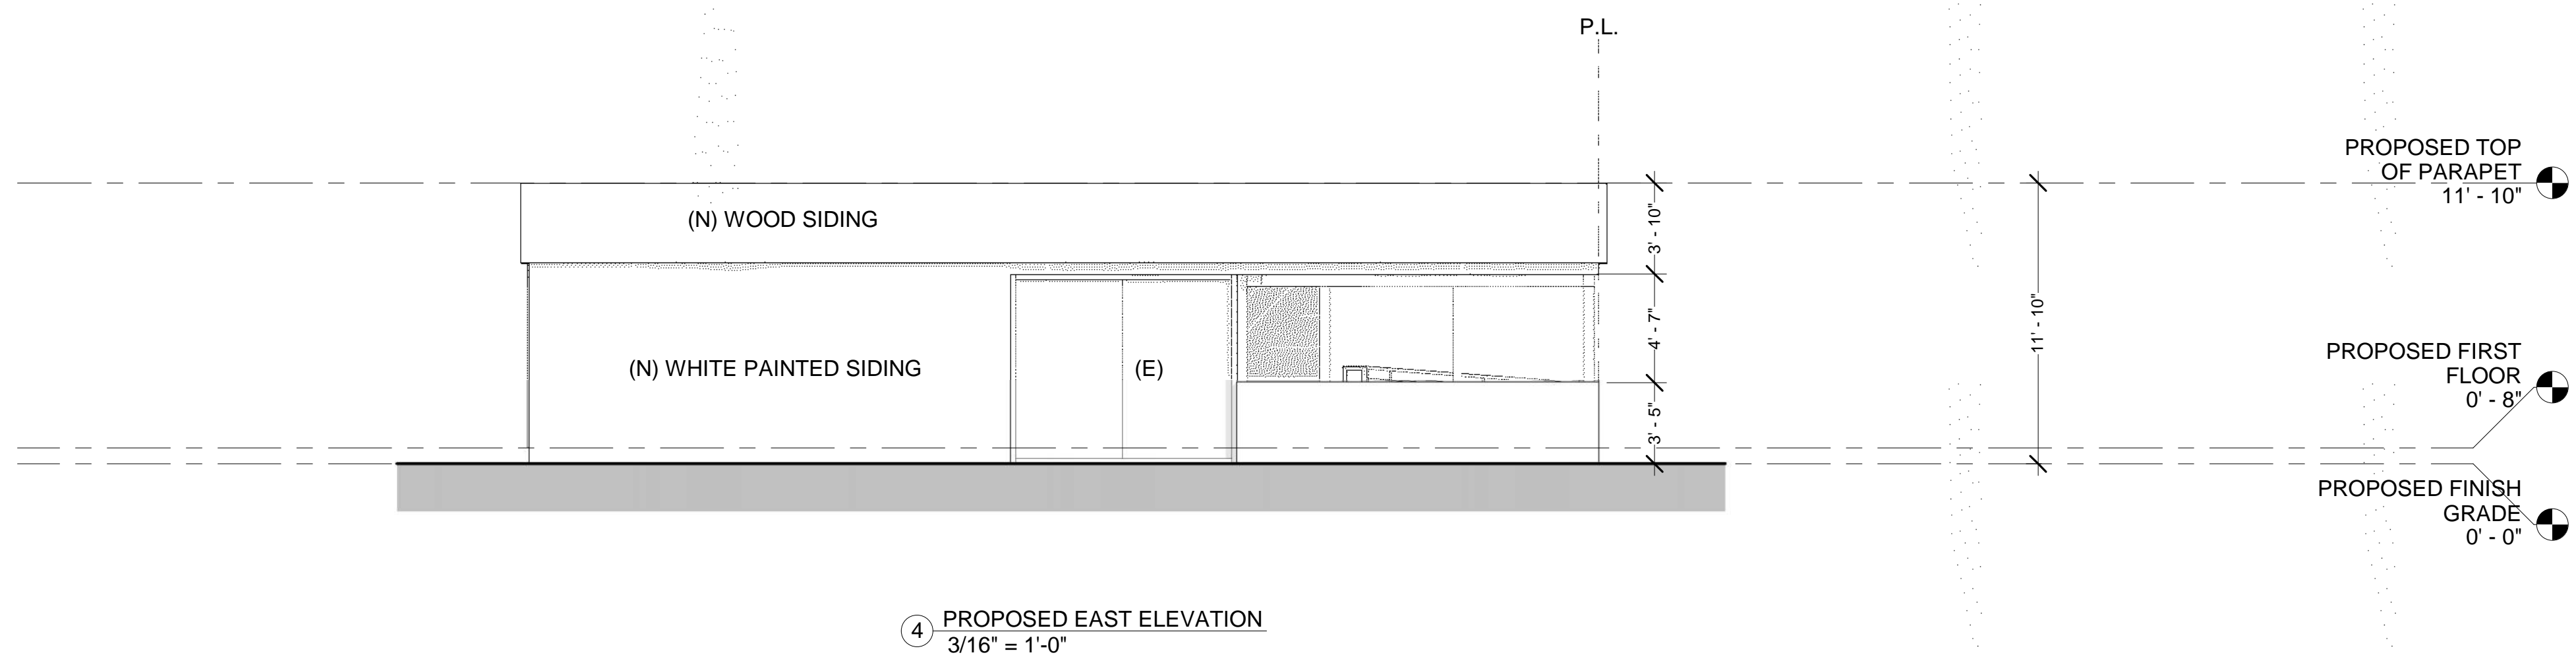 P.L.
PROPOSED TOP
OF PARAPET
11' - 10"
(N) WOOD SIDING
3' - 10"
11' - 10"
4' - 7"
(N) WHITE PAINTED SIDING
(E)
PROPOSED FIRST
FLOOR
0' - 8"
3' - 5"
PROPOSED FINISH
GRADE
0' - 0"
4
PROPOSED EAST ELEVATION
3/16" = 1'-0"